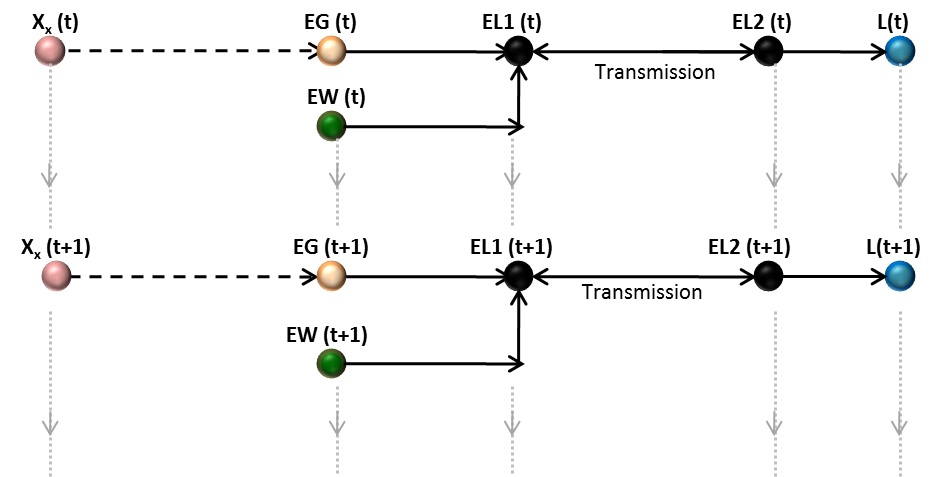 Xₓ (t)
EG (t)
EL1 (t)
EL2 (t)
L(t)
Transmission
EW (t)
Xₓ (t+1)
EG (t+1)
EL1 (t+1)
EL2 (t+1)
L(t+1)
Transmission
EW (t+1)